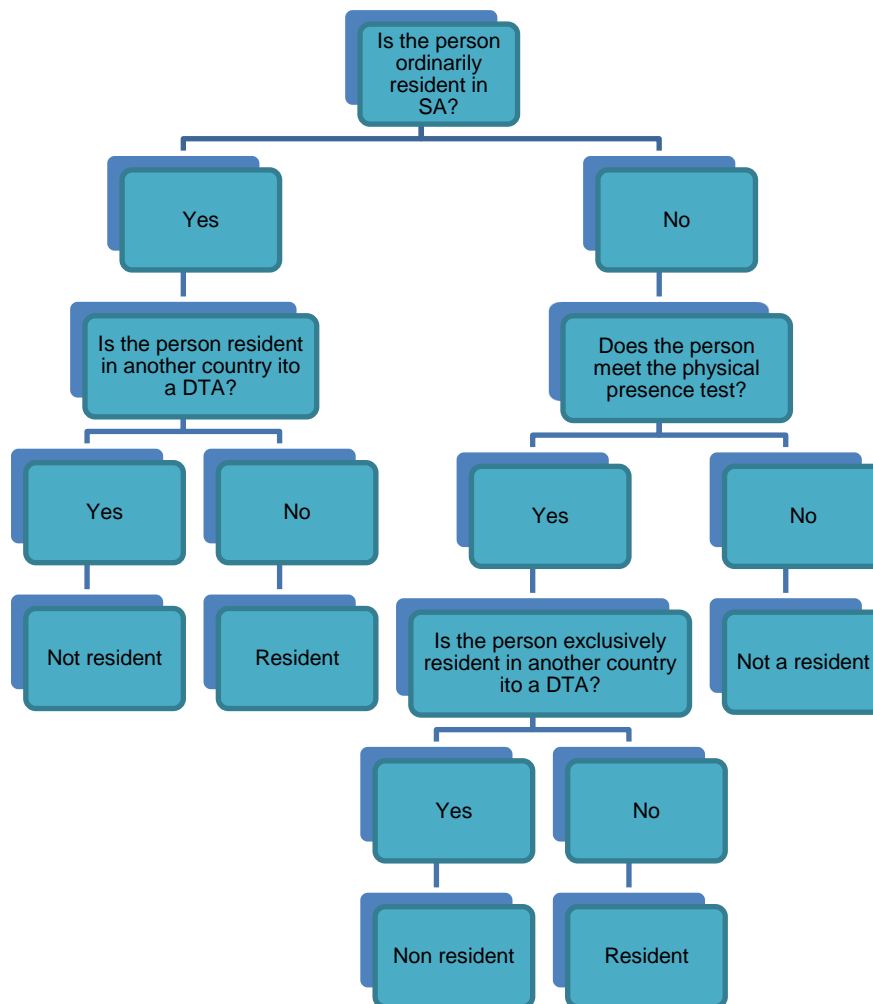 Is the person
ordinarily
resident in
SA?
Yes
No
Is the person resident
in another country ito
a DTA?
Does the person
meet the physical
presence test?
Yes
No
Yes
No
Not resident
Resident
Is the person exclusively
resident in another country
ito a DTA?
Not a resident
Yes
No
Non resident
Resident